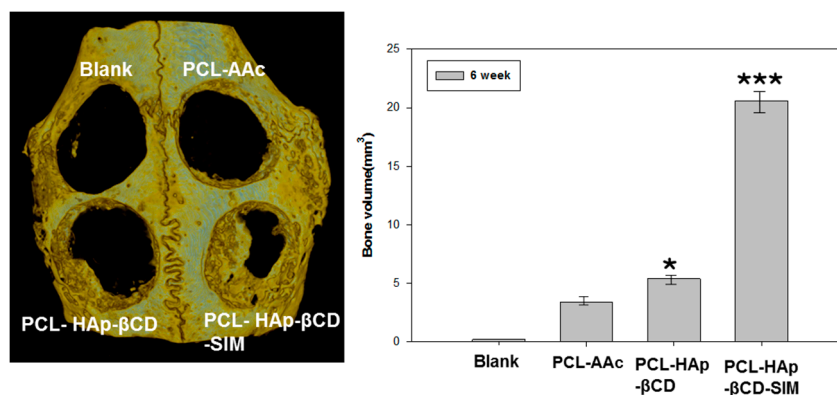 Blank
PCL-AAc
PCL- HAp-βCD
PCL- HAp-βCD
-SIM
Bone volume(mm³)
25
20
15
10
5
0
6 week
*
***
Blank
PCL-AAc
PCL-HAp
-βCD
PCL-HAp
-βCD-SIM